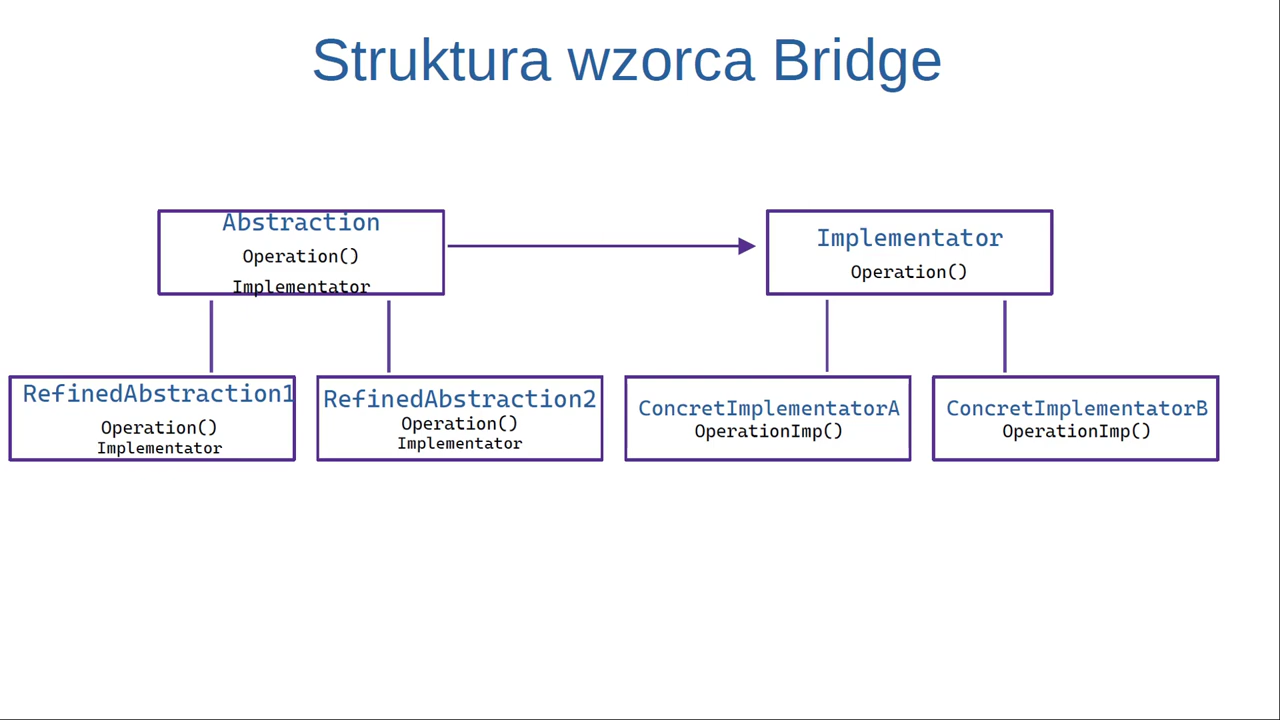 Struktura wzorca Bridge
Abstraction
Operation()
Implementator
Implementator
Operation()
RefinedAbstraction1
Operation()
Implementator
RefinedAbstraction2
Operation()
Implementator
ConcretImplementatorA
OperationImp()
ConcretImplementatorB
OperationImp()